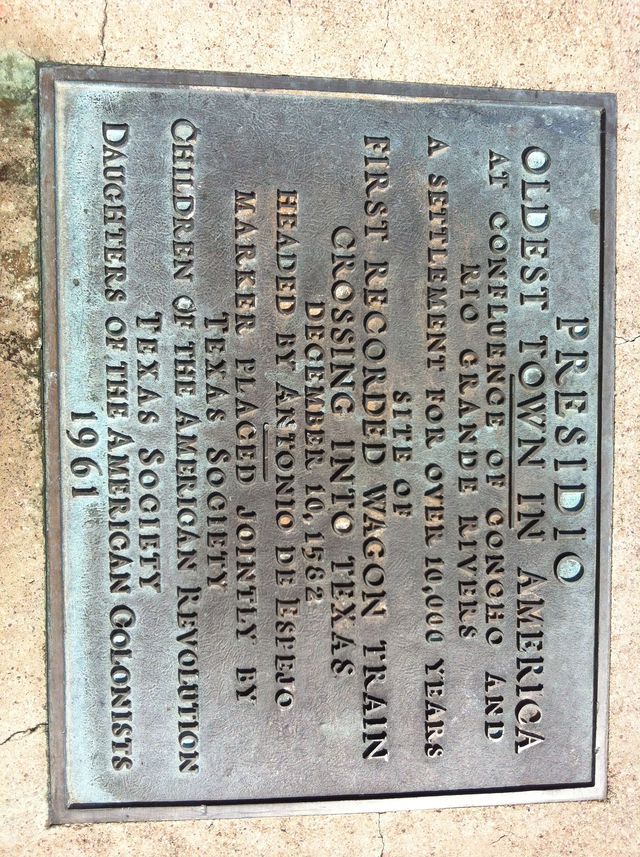 PRESIDIO
OLDEST TOWN IN AMERICA
AT CONFLUENCE OF CONCHO AND
RIO GRANDE RIVERS
A SETTLEMENT FOR OVER 10,000 YEARS
SITE OF
FIRST RECORDED WAGON TRAIN
CROSSING INTO TEXAS
DECEMBER 10, 1582
HEADED BY ANTONIO DE ESPEJO
MARKER PLACED JOINTLY BY
TEXAS SOCIETY
CHILDREN OF THE AMERICAN REVOLUTION
TEXAS SOCIETY
DAUGHTERS OF THE AMERICAN COLONISTS
1961